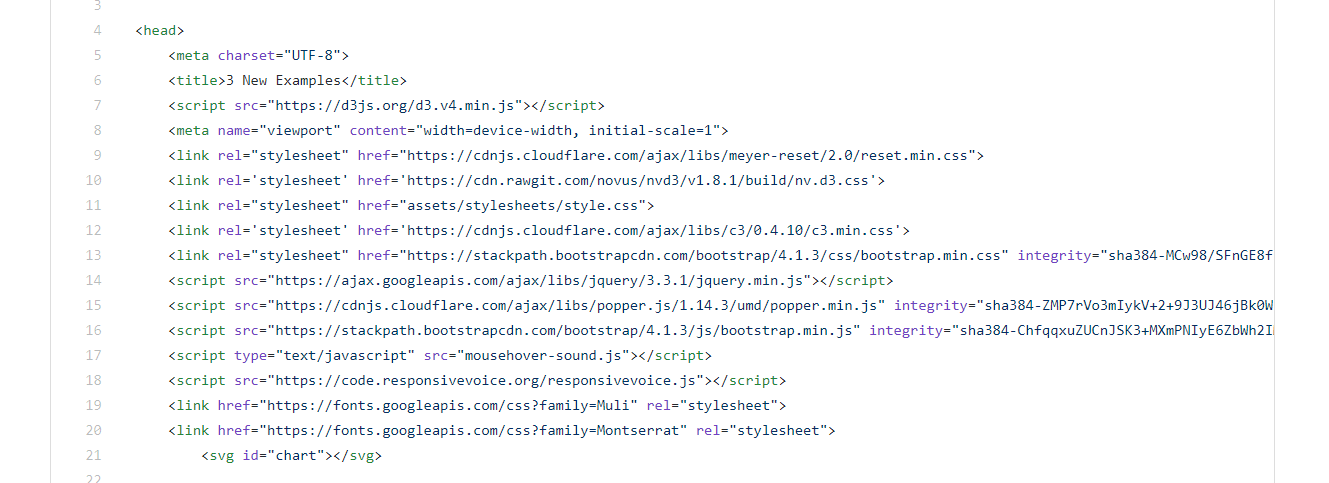 3
4 <head>
5 <meta charset="UTF-8">
6 <title>3 New Examples</title>
7 <script src="https://d3js.org/d3.v4.min.js"></script>
8 <meta name="viewport" content="width=device-width, initial-scale=1">
9 <link rel="stylesheet" href="https://cdnjs.cloudflare.com/ajax/libs/meyer-reset/2.0/reset.min.css">
10 <link rel='stylesheet' href='https://cdn.rawgit.com/novus/nvd3/v1.8.1/build/nv.d3.css'>
11 <link rel="stylesheet" href="assets/stylesheets/style.css">
12 <link rel='stylesheet' href='https://cdnjs.cloudflare.com/ajax/libs/c3/0.4.10/c3.min.css'>
13 <link rel="stylesheet" href="https://stackpath.bootstrapcdn.com/bootstrap/4.1.3/css/bootstrap.min.css" integrity="sha384-MCw98/SFnGE8f
14 <script src="https://ajax.googleapis.com/ajax/libs/jquery/3.3.1/jquery.min.js"></script>
15 <script src="https://cdnjs.cloudflare.com/ajax/libs/popper.js/1.14.3/umd/popper.min.js" integrity="sha384-ZMP7rVo3mIykV+2+9J3UJ46jBk0W
16 <script src="https://stackpath.bootstrapcdn.com/bootstrap/4.1.3/js/bootstrap.min.js" integrity="sha384-ChfqqxuZUCnJSK3+MXmPNIyE6ZbWh2I
17 <script type="text/javascript" src="mousehover-sound.js"></script>
18 <script src="https://code.responsivevoice.org/responsivevoice.js"></script>
19 <link href="https://fonts.googleapis.com/css?family=Muli" rel="stylesheet">
20 <link href="https://fonts.googleapis.com/css?family=Montserrat" rel="stylesheet">
21 <svg id="chart"></svg>
22